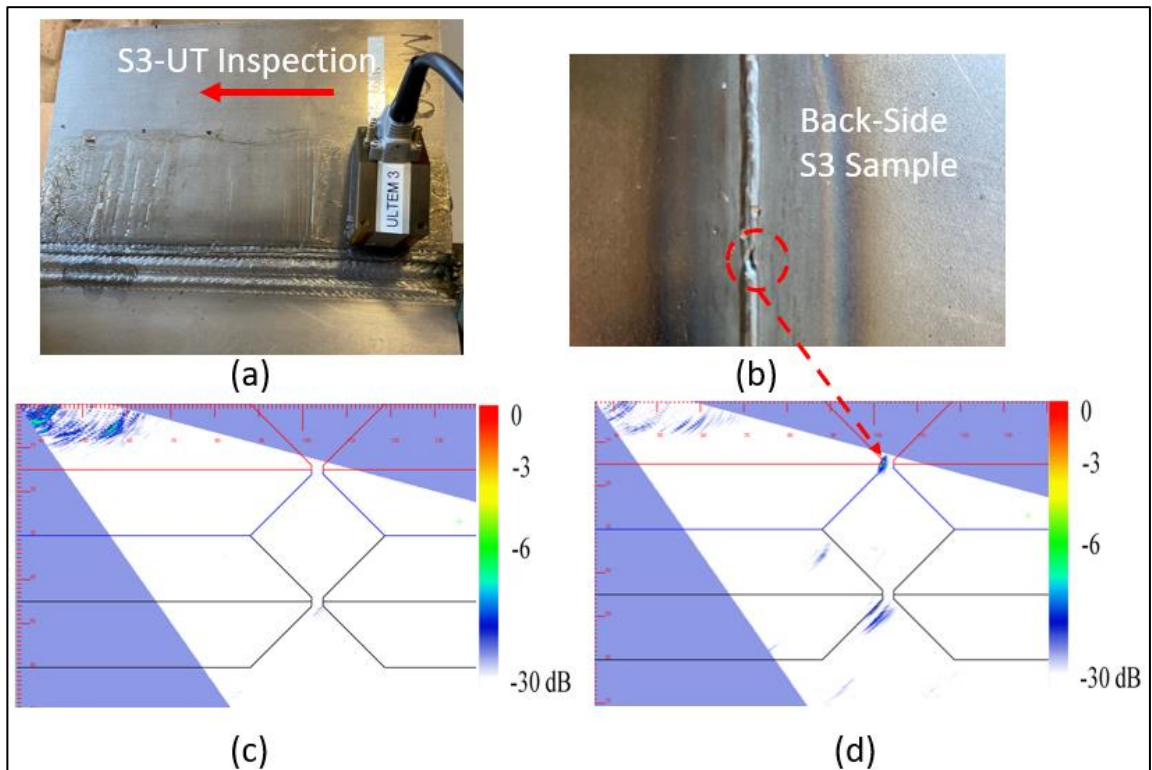 S3-UT Inspection
ULTEM 3
Back-Side
S3 Sample
(a)
(b)
0
-3
-6
-30 dB
0
-3
-6
-30 dB
(c)
(d)